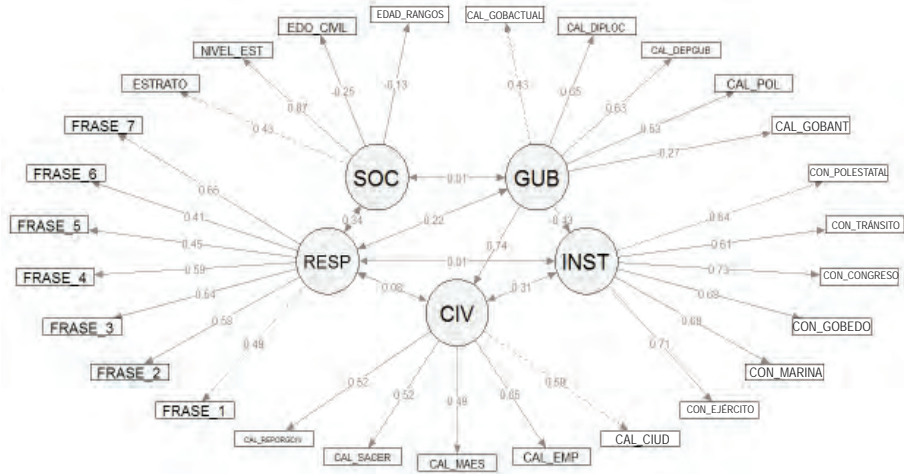 EDAD_RANGOS
CAL_GOBACTUAL
EDO_CIVIL
CAL_DIPLOC
NIVEL_EST
CAL_DEPGUB
ESTRATO
CAL_POL
FRASE_7
CAL_GOBANT
FRASE_6
CON_POLESTATAL
FRASE_5
CON_TRÁNSITO
FRASE_4
CON_CONGRESO
FRASE_3
CON_GOBEDO
FRASE_2
CON_MARINA
FRASE_1
CON_EJÉRCITO
CAL_CIUD
CAL_SACER
CAL_MAES
CAL_EMP
SOC
GUB
RESP
INST
CIV
0.43
0.87
-0.25
-0.13
0.43
0.65
0.63
0.53
0.27
0.01
0.34
0.22
0.74
0.01
0.08
0.31
0.66
0.41
0.45
0.59
0.54
0.58
0.49
0.64
0.61
0.73
0.69
0.68
0.71
0.52
0.52
0.49
0.65
0.59